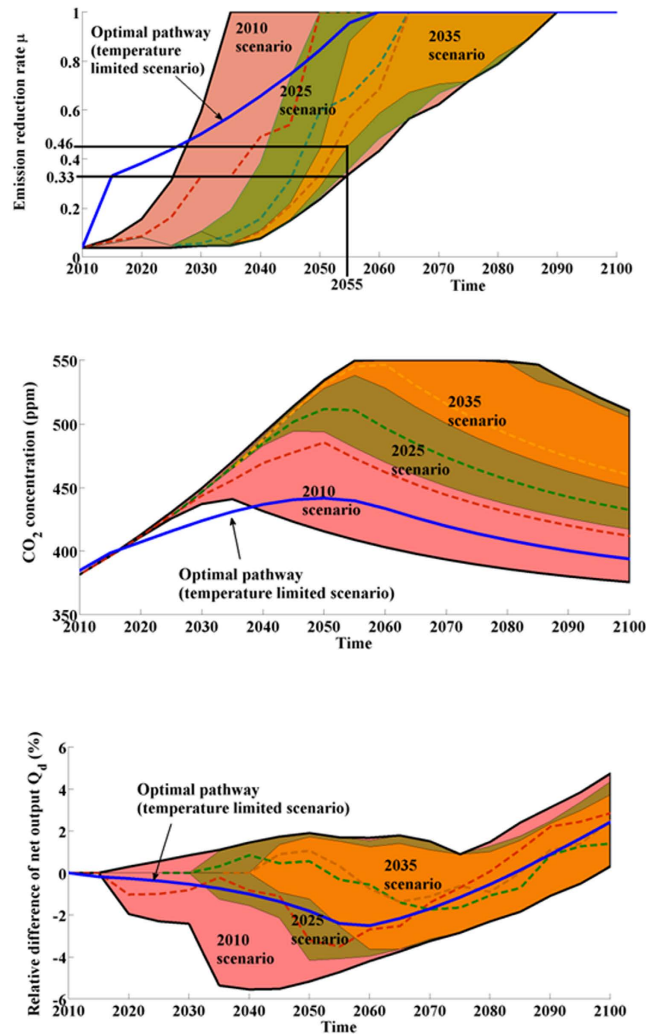 Optimal pathway
(temperature
limited scenario)
2010
scenario
2025
scenario
2035
scenario
Emission reduction rate μ
1
0.8
0.6
0.46
0.4
0.33
0.2
0
2010 2020 2030 2040 2050 2060 2070 2080 2090 2100
2055
Time
CO2 concentration (ppm)
550
500
450
400
350
2035
scenario
2025
scenario
2010
scenario
Optimal pathway
(temperature limited scenario)
2010 2020 2030 2040 2050 2060 2070 2080 2090 2100
Time
Relative difference of net output Qd (%)
6
4
2
0
-2
-4
-6
Optimal pathway
(temperature limited scenario)
2035
scenario
2025
scenario
2010
scenario
2010 2020 2030 2040 2050 2060 2070 2080 2090 2100
Time